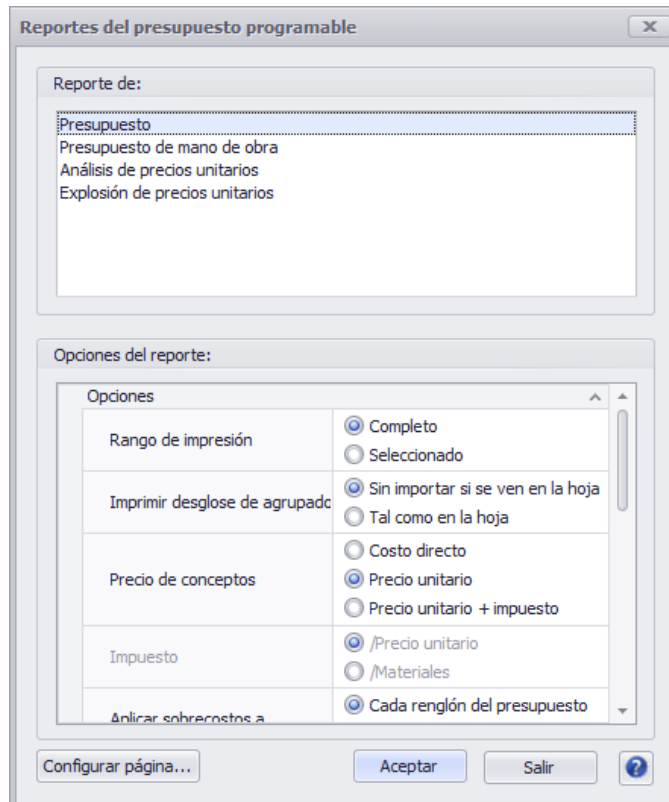 Reportes del presupuesto programable
Reporte de:
Presupuesto
Presupuesto de mano de obra
Análisis de precios unitarios
Explosión de precios unitarios
Opciones del reporte:
Opciones
Rango de impresión
Completo
Seleccionado
Imprimir desglose de agrupado
Sin importar si se ven en la hoja
Tal como en la hoja
Precio de conceptos
Costo directo
Precio unitario
Precio unitario + impuesto
Impuesto
/Precio unitario
/Materiales
Aplicar sobrecostos a
Cada renglón del presupuesto
Configurar página...
Aceptar
Salir
?